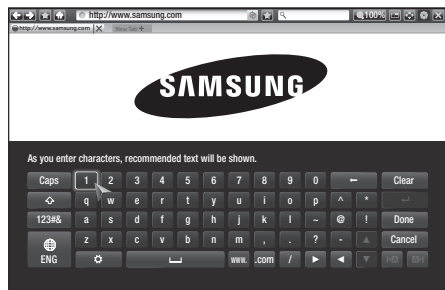 http://www.samsung.com 100%
http://www.samsung.com New Tab
SAMSUNG
As you enter characters, recommended text will be shown.
Caps 1 2 3 4 5 6 7 8 9 0 ← Clear
q w e r t y u i o p ^ *
123#& a s d f g h j k l ~ @ ! Done
z x c v b n m , . ? - Cancel
ENG www. .com /